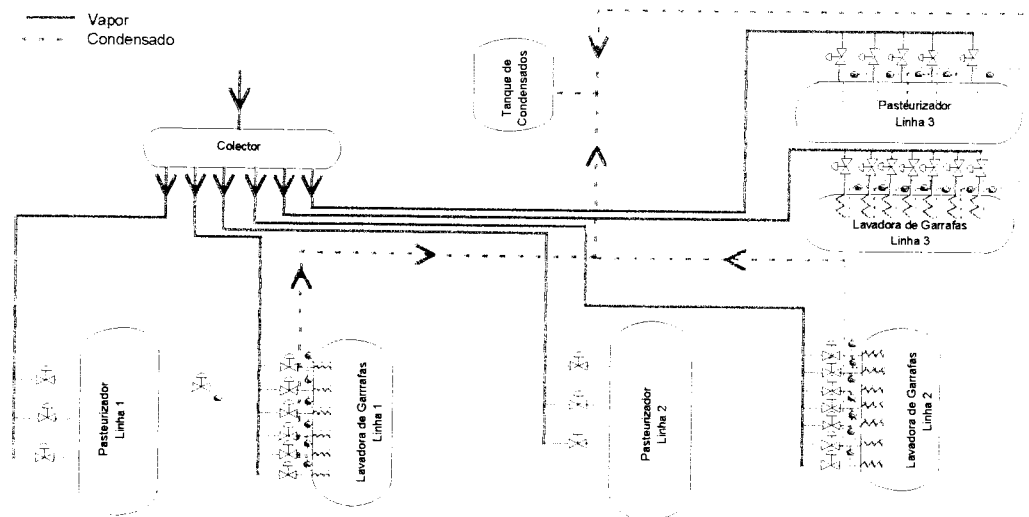 Vapor
Condensado
Colector
Tanque de
Condensados
Pasteurizador
Linha 3
Lavadora de Garrafas
Linha 3
Pasteurizador
Linha 1
Lavadora de Garrrafas
Linha 1
Pasteurizador
Linha 2
Lavadora de Garrafas
Linha 2